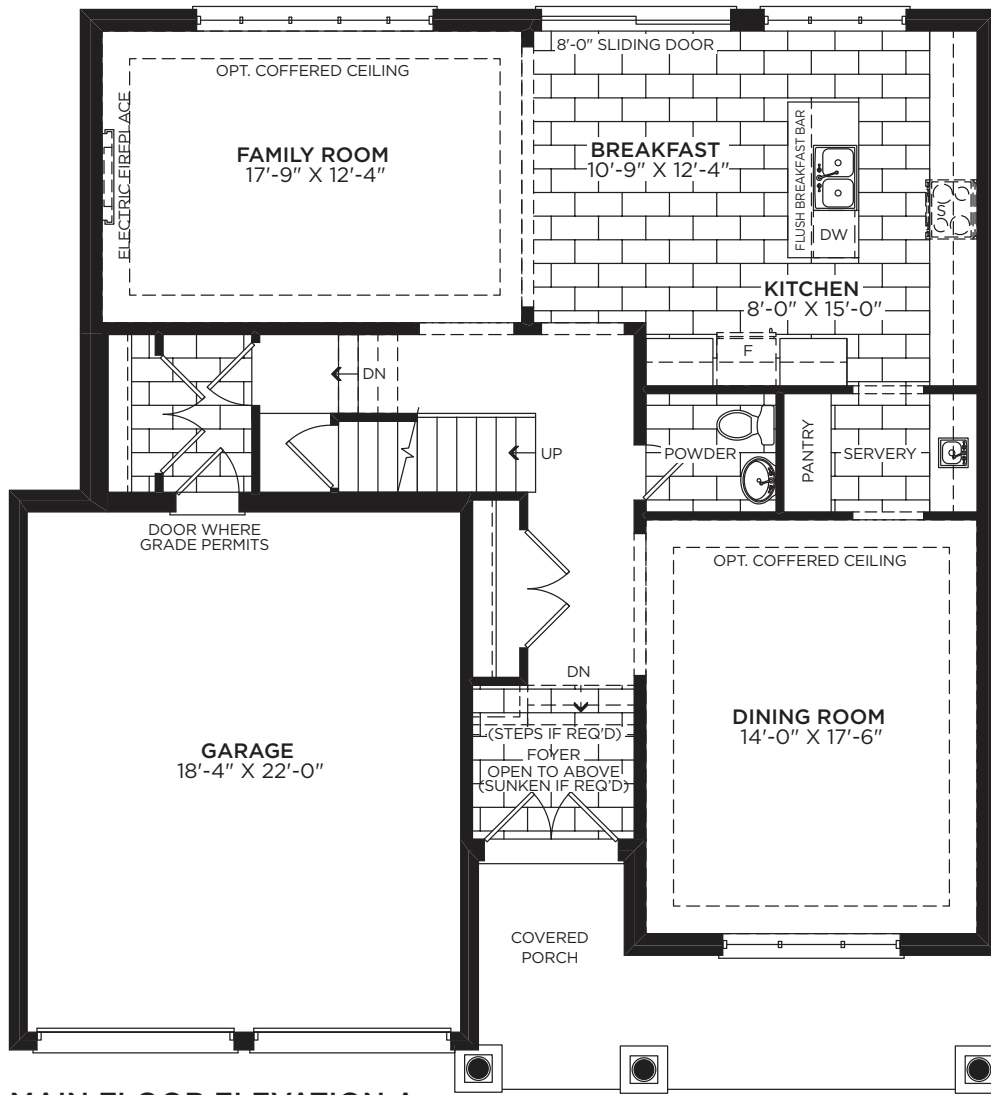 8'-0" SLIDING DOOR
OPT. COFFERED CEILING
ELECTRIC FIREPLACE
FAMILY ROOM
17'-9" X 12'-4"
BREAKFAST
10'-9" X 12'-4"
FLUSH BREAKFAST BAR
DW
S
KITCHEN
8'-0" X 15'-0"
F
DN
UP
POWDER
PANTRY
SERVERY
DOOR WHERE
GRADE PERMITS
OPT. COFFERED CEILING
DN
(STEPS IF REQ'D)
FOYER
OPEN TO ABOVE
(SUNKEN IF REQ'D)
DINING ROOM
14'-0" X 17'-6"
GARAGE
18'-4" X 22'-0"
COVERED
PORCH
MAIN FLOOR ELEVATION A